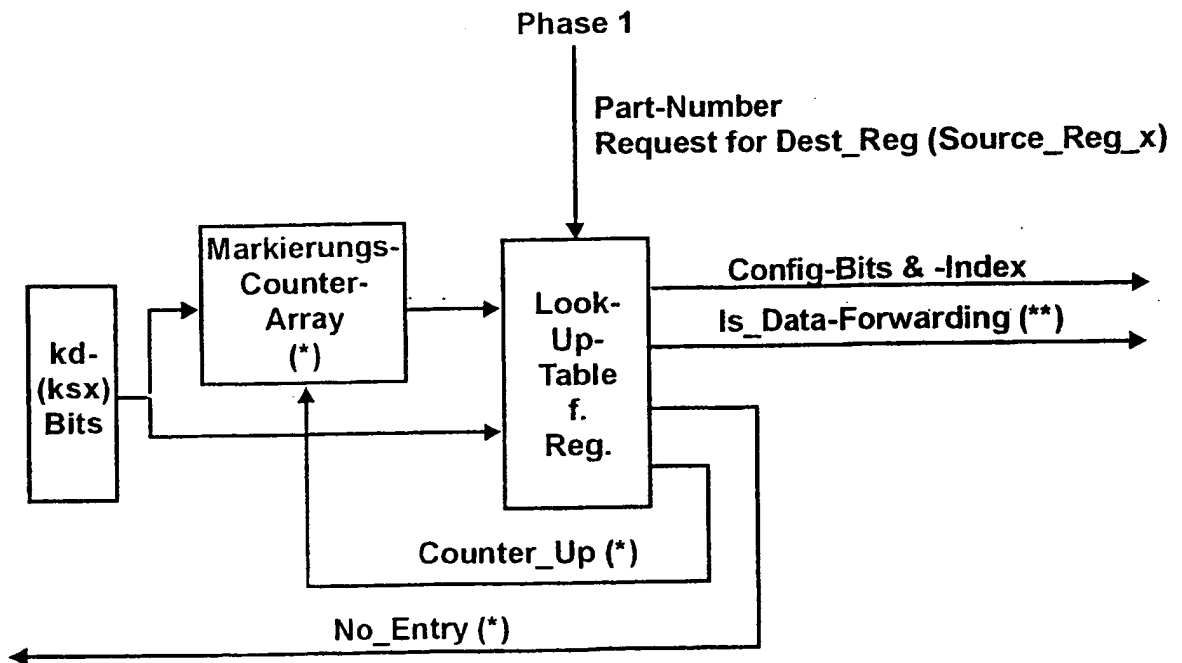 Phase 1
Part-Number
Request for Dest_Reg (Source_Reg_x)
Markierungs-
Counter-
Array
(*)
kd-
(ksx)
Bits
Look-
Up-
Table
f.
Reg.
Config-Bits & -Index
Is_Data-Forwarding (**)
Counter_Up (*)
No_Entry (*)